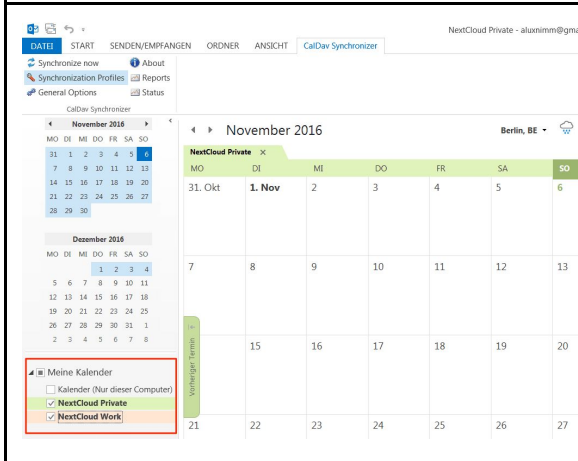 NextCloud Private - aluxnimm@gma
DATEI START SENDEN/EMPFANGEN ORDNER ANSICHT CalDav Synchronizer
Synchronize now About
Synchronization Profiles Reports
General Options Status
CalDav Synchronizer
November 2016
MO DI MI DO FR SA SO
31 1 2 3 4 5 6
7 8 9 10 11 12 13
14 15 16 17 18 19 20
21 22 23 24 25 26 27
28 29 30
Dezember 2016
MO DI MI DO FR SA SO
1 2 3 4
5 6 7 8 9 10 11
12 13 14 15 16 17 18
19 20 21 22 23 24 25
26 27 28 29 30 31 1
2 3 4 5 6 7 8
Meine Kalender
Kalender (Nur dieser Computer)
NextCloud Private
NextCloud Work
November 2016 Berlin, BE
NextCloud Private
MO DI MI DO FR SA SO
31. Okt 1. Nov 2 3 4 5 6
7 8 9 10 11 12 13
Vorheriger Termin
15 16 17 18 19 20
21 22 23 24 25 26 27